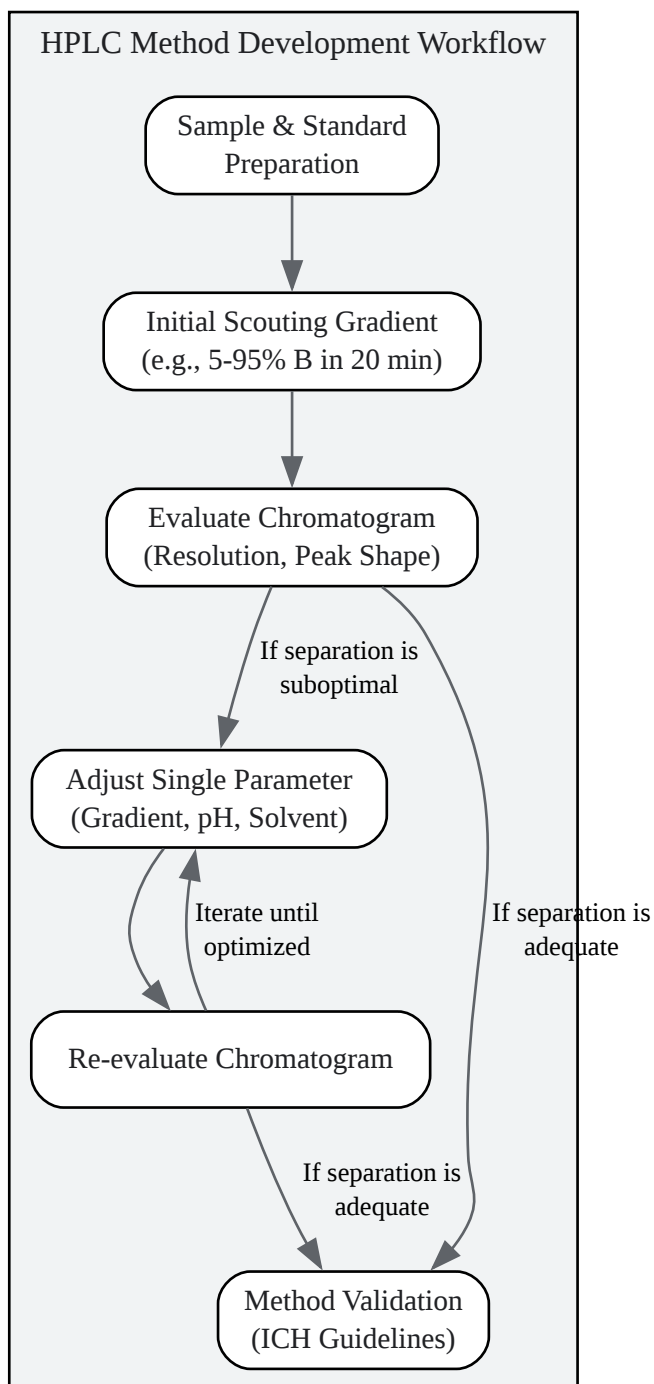 HPLC Method Development Workflow
Sample & Standard
Preparation
Initial Scouting Gradient
(e.g., 5-95% B in 20 min)
Evaluate Chromatogram
(Resolution, Peak Shape)
If separation is
suboptimal
Adjust Single Parameter
(Gradient, pH, Solvent)
Iterate until
optimized
If separation is
adequate
Re-evaluate Chromatogram
If separation is
adequate
Method Validation
(ICH Guidelines)